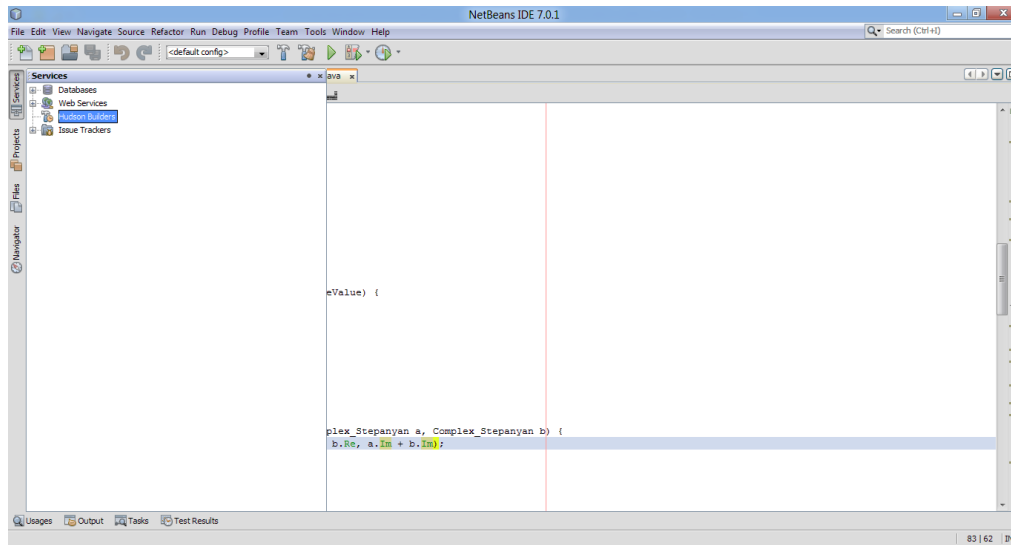 NetBeans IDE 7.0.1
File Edit View Navigate Source Refactor Run Debug Profile Team Tools Window Help
Search (Ctrl+I)
<default config>
Services
ava
Databases
Web Services
Hudson Builders
Issue Trackers
Services
Projects
Files
Navigator
eValue) {
plex_Stepanyan a, Complex_Stepanyan b) {
b.Re, a.Im + b.Im);
Usages Output Tasks Test Results
83 | 62